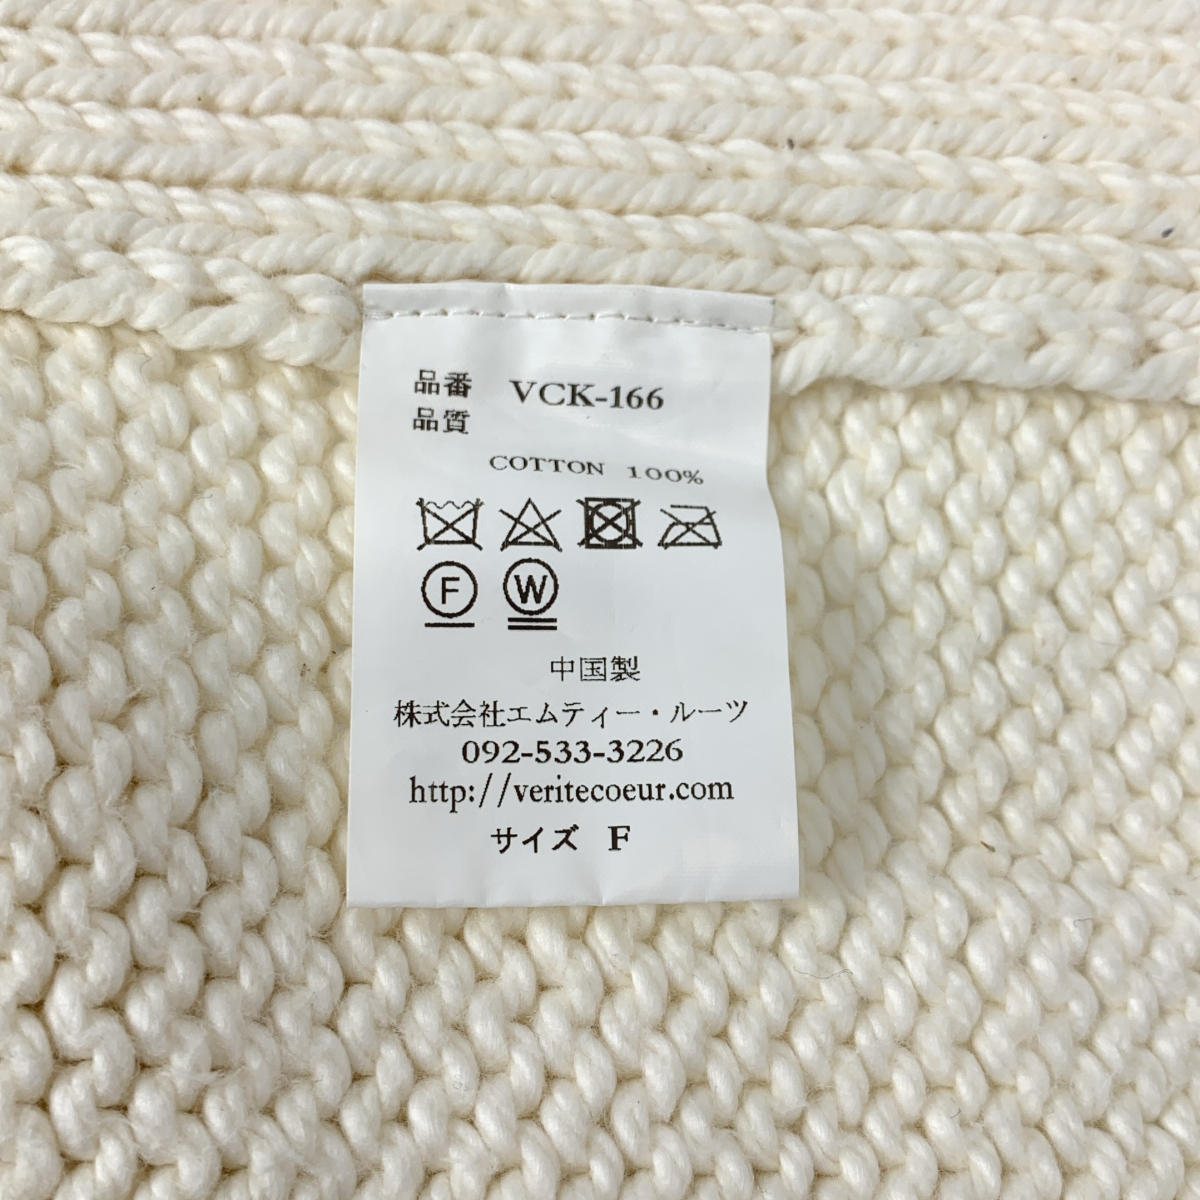 品番 VCK-166
品質
COTTON 100%
F W
中国製
株式会社エムティー・ルーツ
092-533-3226
http://veritecoeur.com
サイズ F